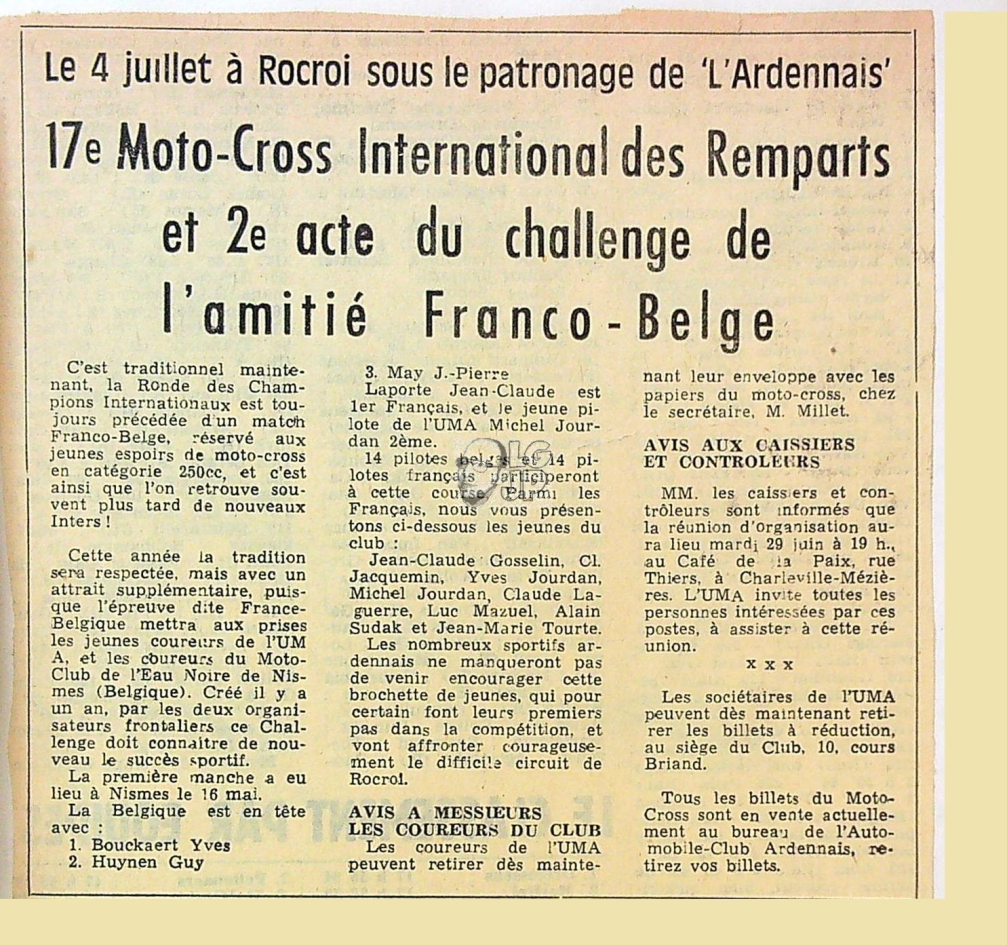 Le 4 juillet à Rocroi sous le patronage de 'L'Ardennais'
17e Moto-Cross International des Remparts
et 2e acte du challenge de
l'amitié Franco-Belge
C'est traditionnel mainte-
nant, la Ronde des Cham-
pions Internationaux est tou-
jours précédée d'un match
Franco-Belge, réservé aux
jeunes espoirs de moto-cross
en catégorie 250cc, et c'est
ainsi que l'on retrouve sou-
vent plus tard de nouveaux
Inters !
Cette année la tradition
sera respectée, mais avec un
attrait supplémentaire, puis-
que l'épreuve dite France-
Belgique mettra aux prises
les jeunes coureurs de l'UM
A, et les coureurs du Moto-
Club de l'Eau Noire de Nis-
mes (Belgique). Créé il y a
un an, par les deux organi-
sateurs frontaliers ce Chal-
lenge doit connaître de nou-
veau le succès sportif.
La première manche a eu
lieu à Nismes le 16 mai.
La Belgique est en tête
avec :
1. Bouckaert Yves
2. Huynen Guy
3. May J.-Pierre
Laporte Jean-Claude est
1er Français, et le jeune pi-
lote de l'UMA Michel Jour-
dan 2ème.
14 pilotes belges et 14 pi-
lotes français participeront
à cette course Parmi les
Français, nous vous présen-
tons ci-dessous les jeunes du
club :
Jean-Claude Gosselin, Cl.
Jacquemin, Yves Jourdan,
Michel Jourdan, Claude La-
guerre, Luc Mazuel, Alain
Sudak et Jean-Marie Tourte.
Les nombreux sportifs ar-
dennais ne manqueront pas
de venir encourager cette
brochette de jeunes, qui pour
certain font leurs premiers
pas dans la compétition, et
vont affronter courageuse-
ment le difficile circuit de
Rocroi.
AVIS A MESSIEURS
LES COUREURS DU CLUB
Les coureurs de l'UMA
peuvent retirer dès mainte-
nant leur enveloppe avec les
papiers du moto-cross, chez
le secrétaire, M. Millet.
AVIS AUX CAISSIERS
ET CONTROLEURS
MM. les caissiers et con-
trôleurs sont informés que
la réunion d'organisation au-
ra lieu mardi 29 juin à 19 h.,
au Café de la Paix, rue
Thiers, à Charleville-Méziè-
res. L'UMA invite toutes les
personnes intéressées par ces
postes, à assister à cette ré-
union.
x x x
Les sociétaires de l'UMA
peuvent dès maintenant reti-
rer les billets à réduction,
au siège du Club, 10, cours
Briand.
Tous les billets du Moto-
Cross sont en vente actuelle-
ment au bureau de l'Auto-
mobile-Club Ardennais, re-
tirez vos billets.